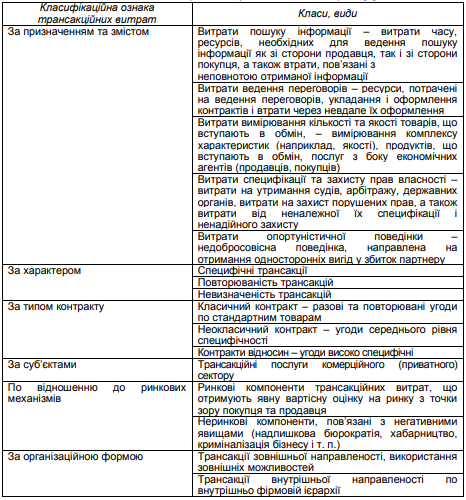 Класифікаційна ознака
трансакційних витрат
Класи, види
За призначенням та змістом
Витрати пошуку інформації – витрати часу,
ресурсів, необхідних для ведення пошуку
інформації як зі сторони продавця, так і зі сторони
покупця, а також втрати, пов'язані з
неповнотою отриманої інформації
Витрати ведення переговорів – ресурси, потрачені
на ведення переговорів, укладання і оформлення
контрактів і втрати через невдале їх оформлення
Витрати вимірювання кількості та якості товарів, що
вступають в обмін, – вимірювання комплексу
характеристик (наприклад, якості), продуктів, що
вступають в обмін, послуг з боку економічних
агентів (продавців, покупців)
Витрати специфікації та захисту прав власності –
витрати на утримання судів, арбітражу, державних
органів, витрати на захист порушених прав, а також
витрати від неналежної їх специфікації і
ненадійного захисту
Витрати опортуністичної поведінки –
недобросовісна поведінка, направлена на
отримання односторонніх вигід у збиток партнеру
За характером
Специфічні трансакції
Повторюваність трансакцій
Невизначеність трансакцій
За типом контракту
Класичний контракт – разові та повторювані угоди
по стандартним товарам
Неокласичний контракт – угоди середнього рівня
специфічності
Контракти відносин – угоди високо специфічні
За суб'єктами
Трансакційні послуги комерційного (приватного)
сектору
По відношенню до ринкових
механізмів
Ринкові компоненти трансакційних витрат, що
отримують явну вартісну оцінку на ринку з точки
зору покупця та продавця
Неринкові компоненти, пов'язані з негативними
явищами (надлишкова бюрократія, хабарництво,
криміналізація бізнесу і т. п.)
За організаційною формою
Трансакції зовнішньої направленості, використання
зовнішніх можливостей
Трансакції внутрішньої направленості по
внутрішньо фірмовій ієрархії